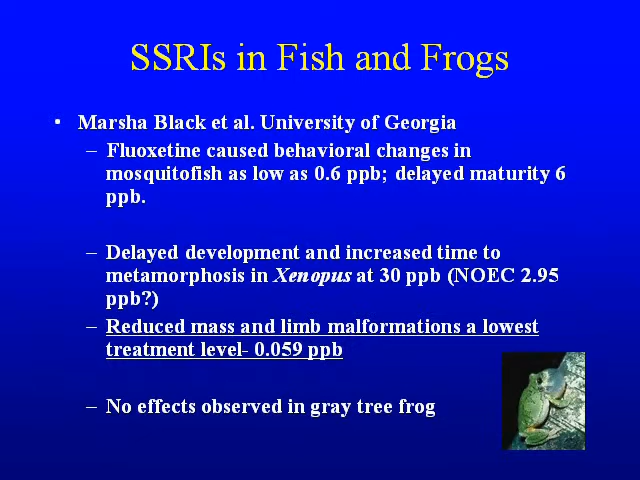 SSRIs in Fish and Frogs
• Marsha Black et al. University of Georgia
– Fluoxetine caused behavioral changes in
mosquitofish as low as 0.6 ppb; delayed maturity 6
ppb.
– Delayed development and increased time to
metamorphosis in Xenopus at 30 ppb (NOEC 2.95
ppb?)
– Reduced mass and limb malformations a lowest
treatment level- 0.059 ppb
– No effects observed in gray tree frog